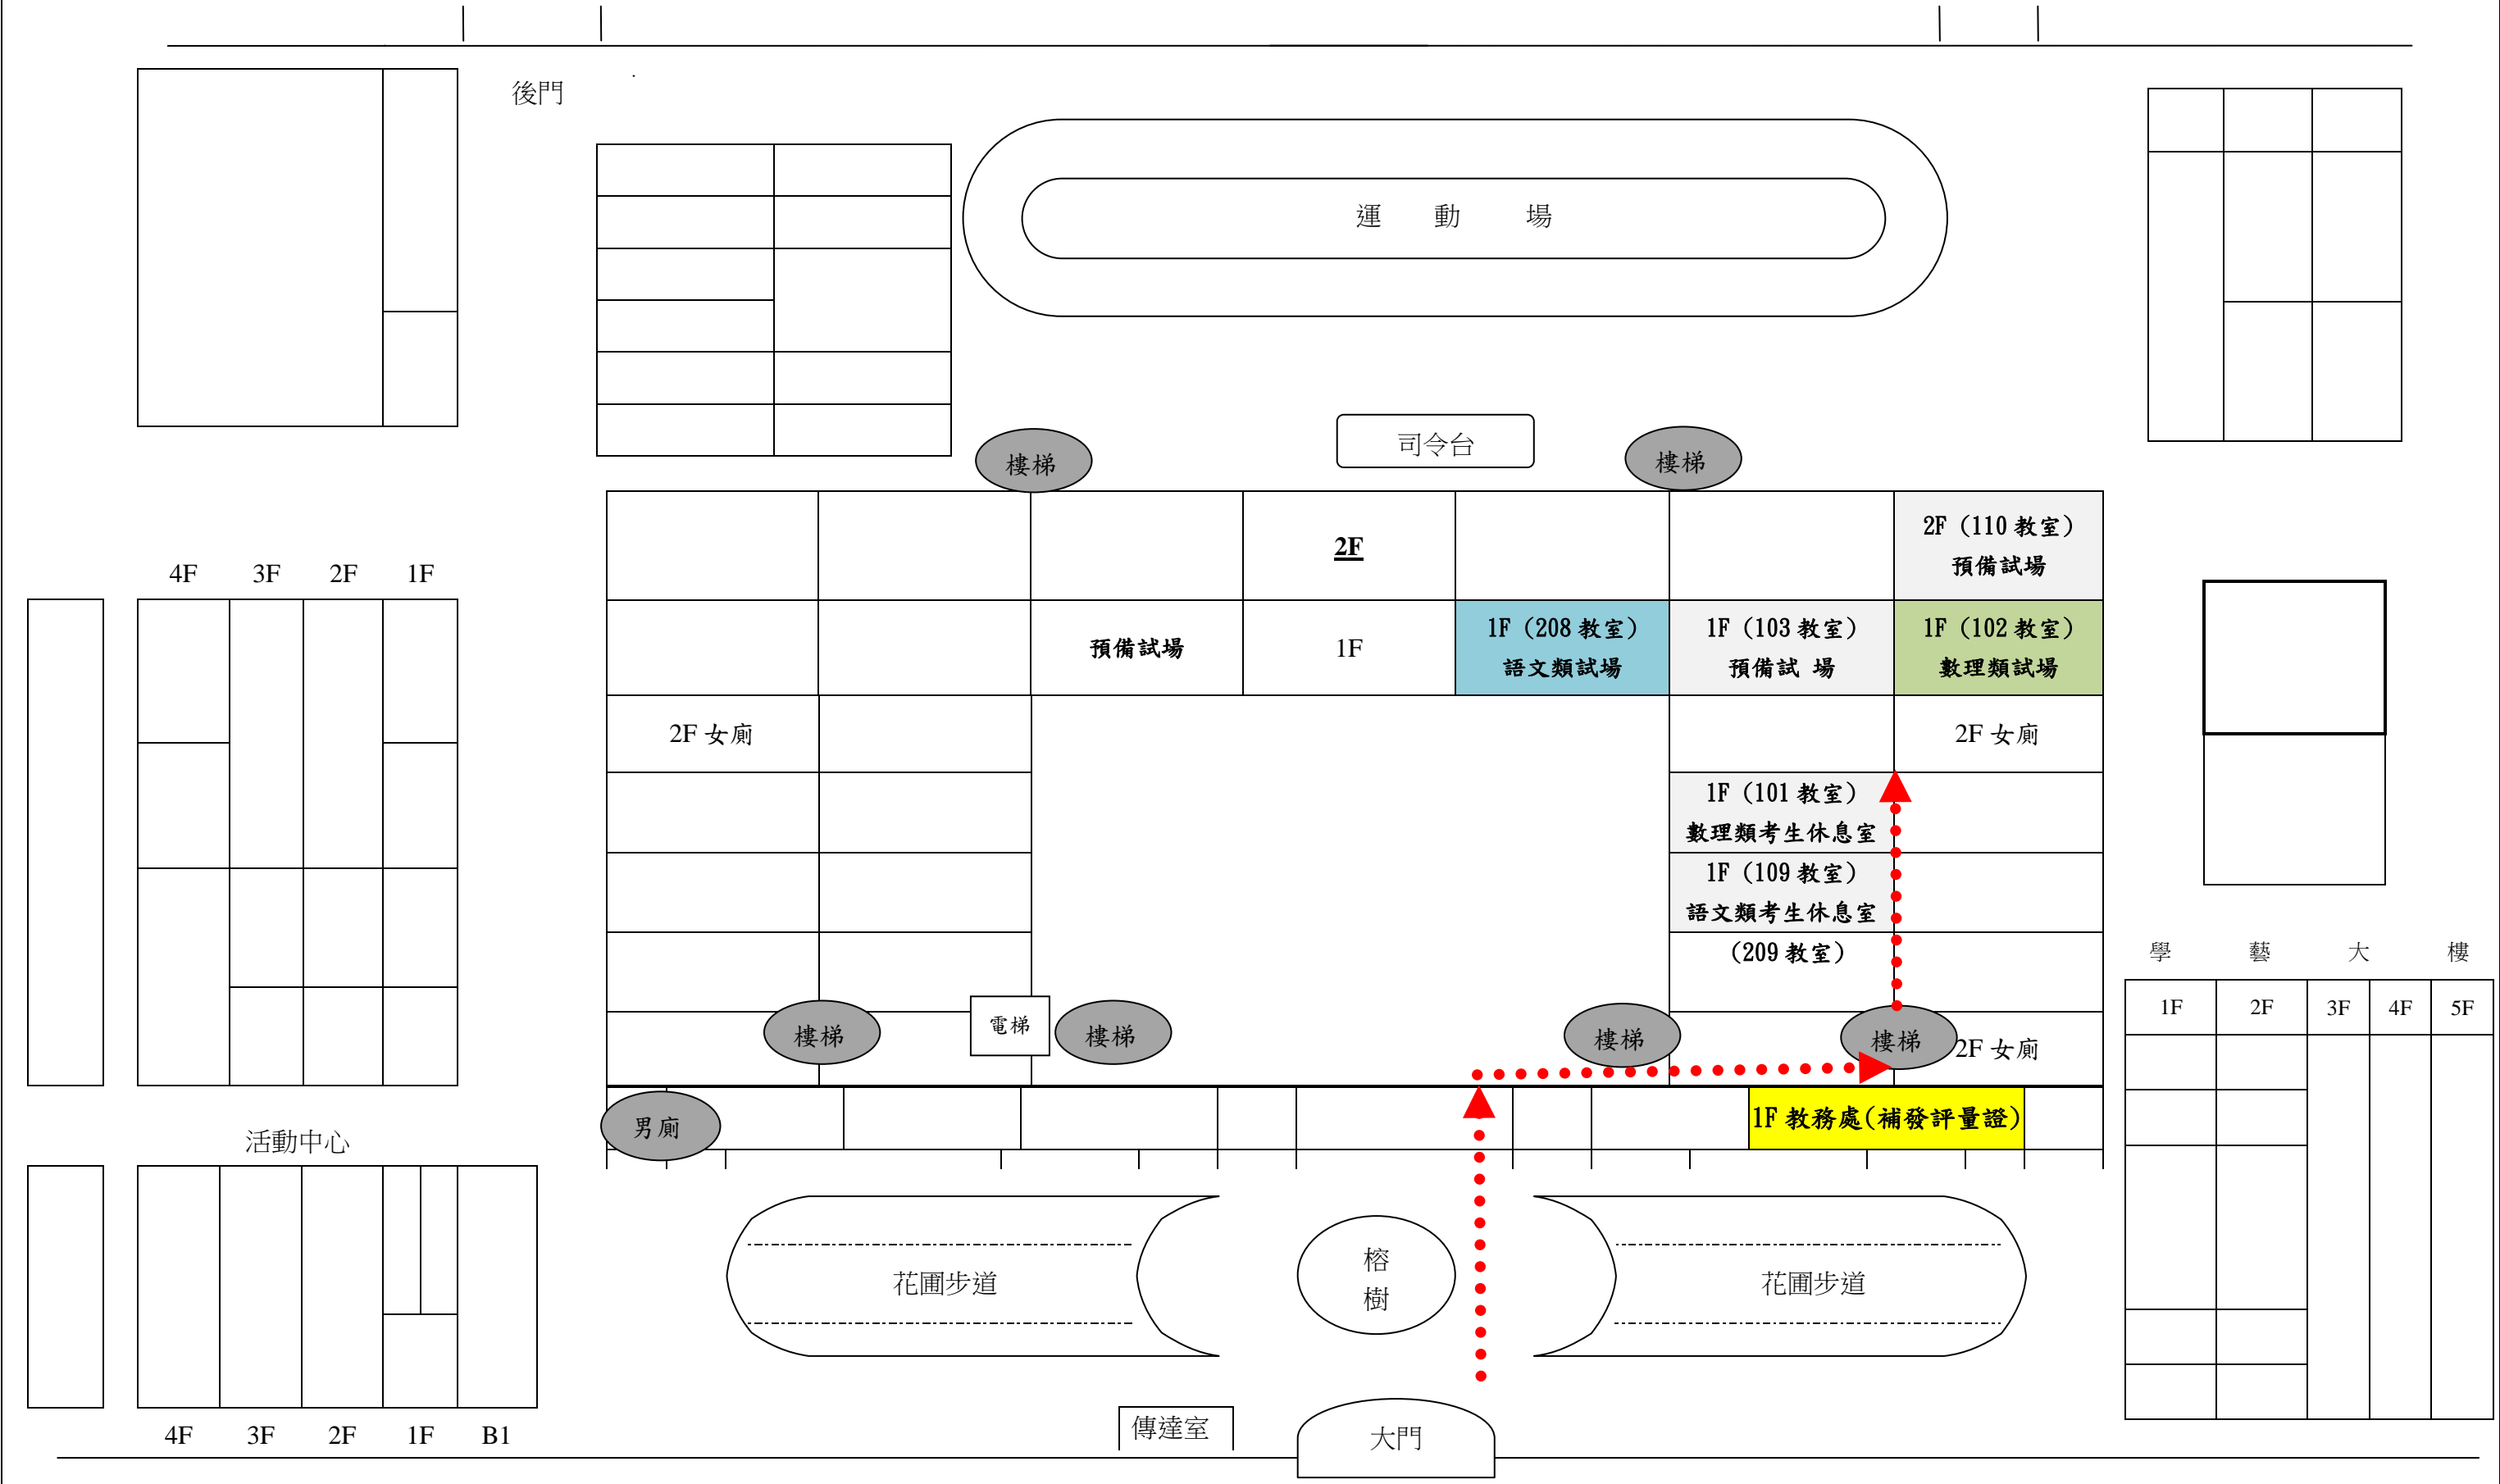 後門
運 動 場
司令台
樓梯
樓梯
2F
2F（110 教室）
預備試場
4F 3F 2F 1F
預備試場
1F
1F（208 教室）
語文類試場
1F（103 教室）
預備試 場
1F（102 教室）
數理類試場
2F 女廁
2F 女廁
1F（101 教室）
數理類考生休息室
1F（109 教室）
語文類考生休息室
（209 教室）
學 藝 大 樓
1F 2F 3F 4F 5F
樓梯
電梯
樓梯
樓梯
樓梯
2F 女廁
男廁
1F 教務處(補發評量證)
活動中心
榕
樹
花圃步道
花圃步道
4F 3F 2F 1F B1
傳達室
大門